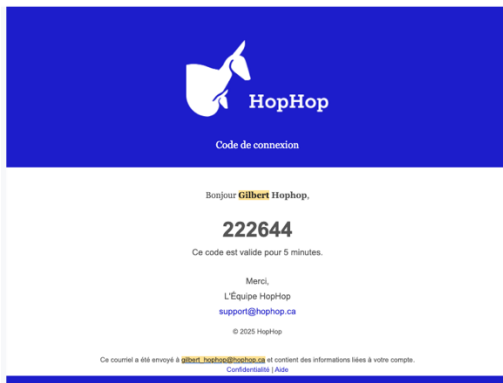 HopHop
Code de connexion
Bonjour Gilbert Hophop,
222644
Ce code est valide pour 5 minutes.
Merci,
L'Équipe HopHop
support@hophop.ca
© 2025 HopHop
Ce courriel a été envoyé à gilbert_hophop@hophop.ca et contient des informations liées à votre compte.
Confidentialité | Aide